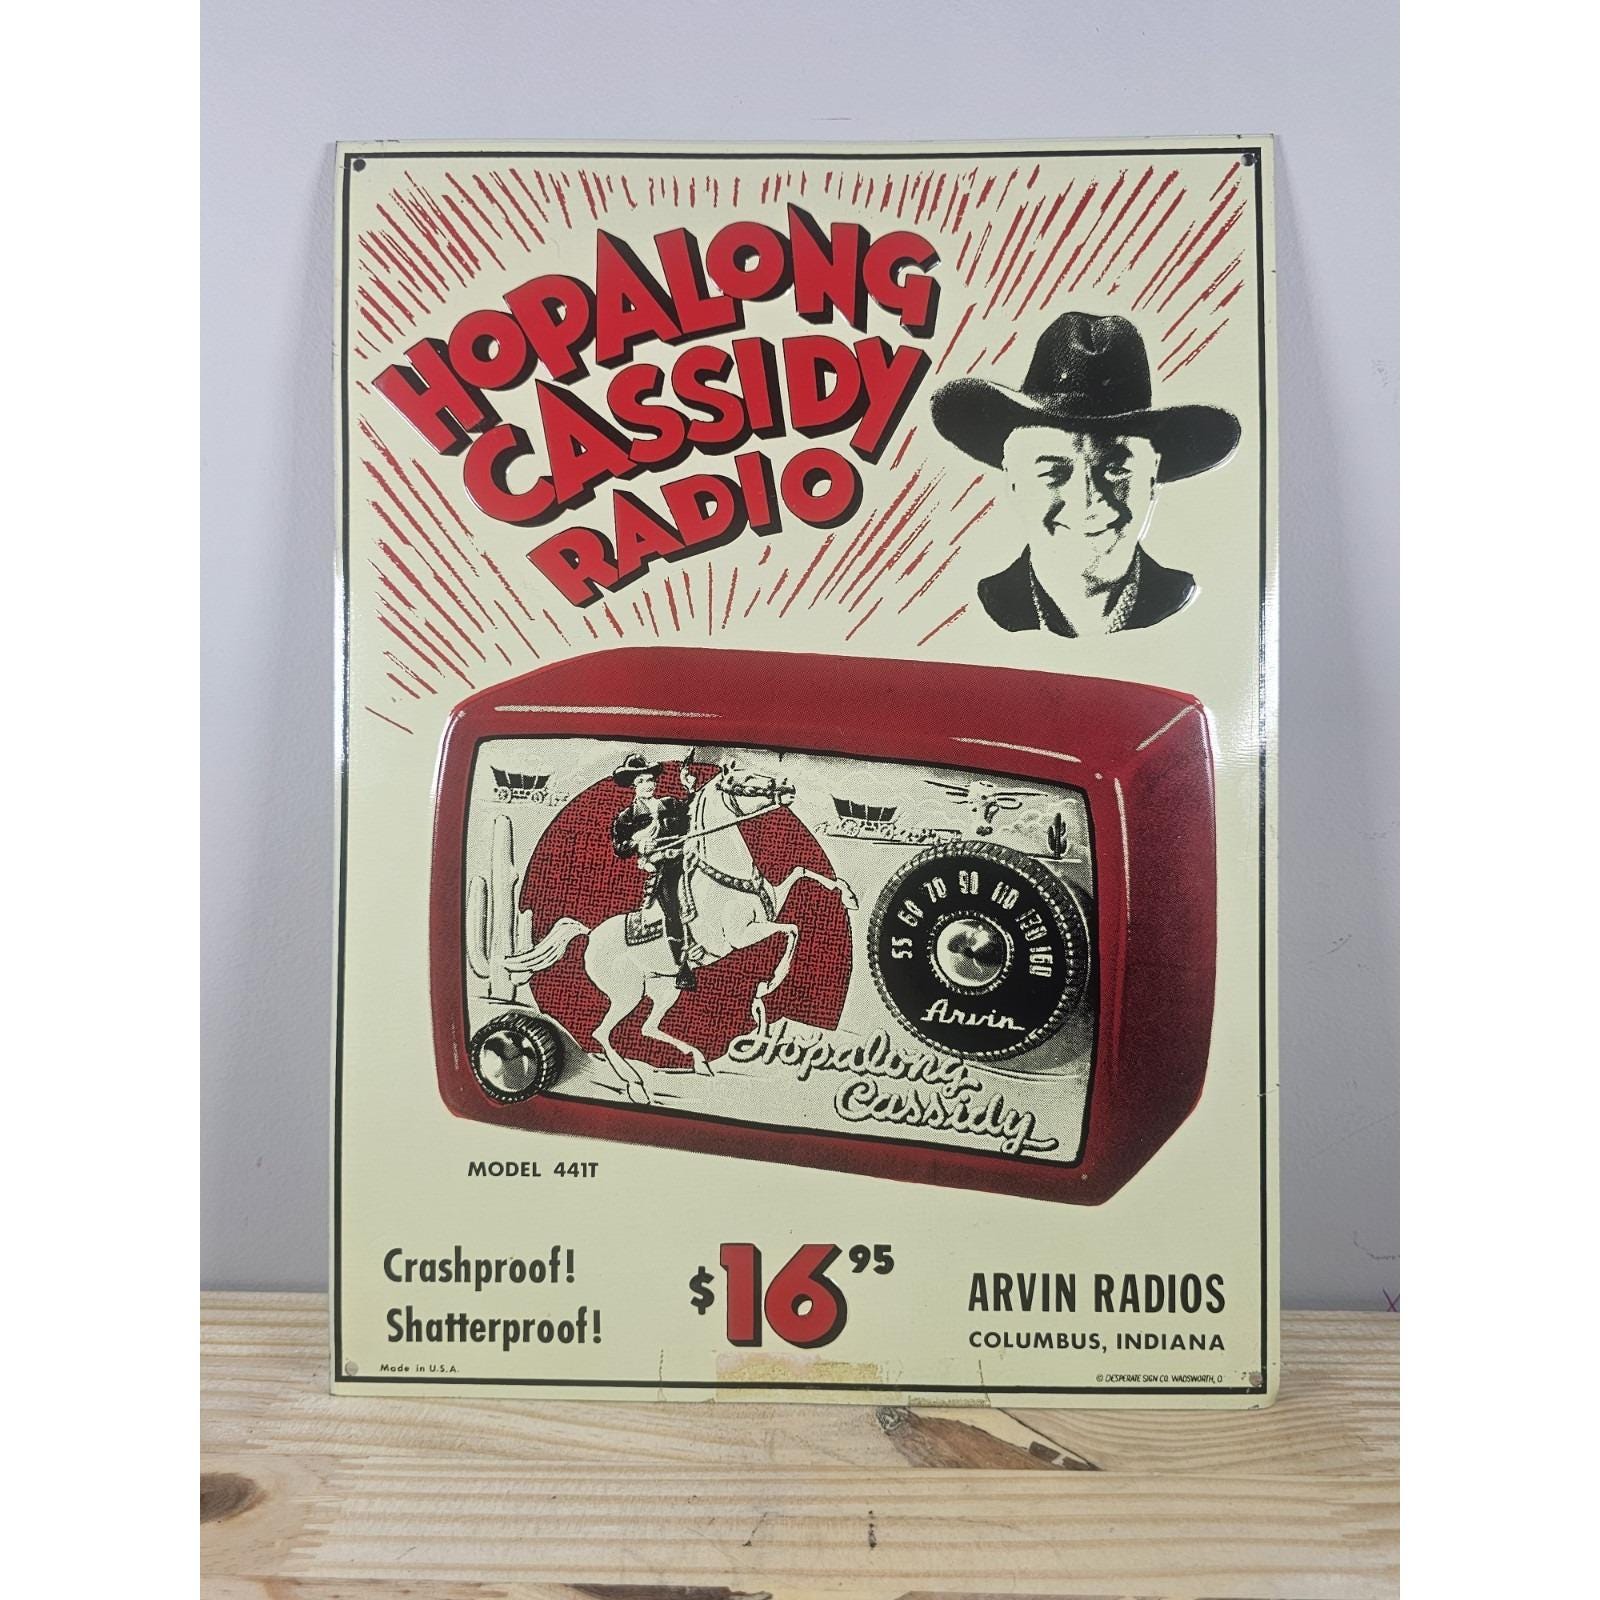 HOPALONG
CASSIDY
RADIO
55 60 70 90 110 130 160
Arvin
Hopalong
Cassidy
MODEL 441T
Crashproof!
Shatterproof!
$16 95
ARVIN RADIOS
COLUMBUS, INDIANA
Made in U.S.A.
© DESPERATE SIGN CO. WADSWORTH, O.